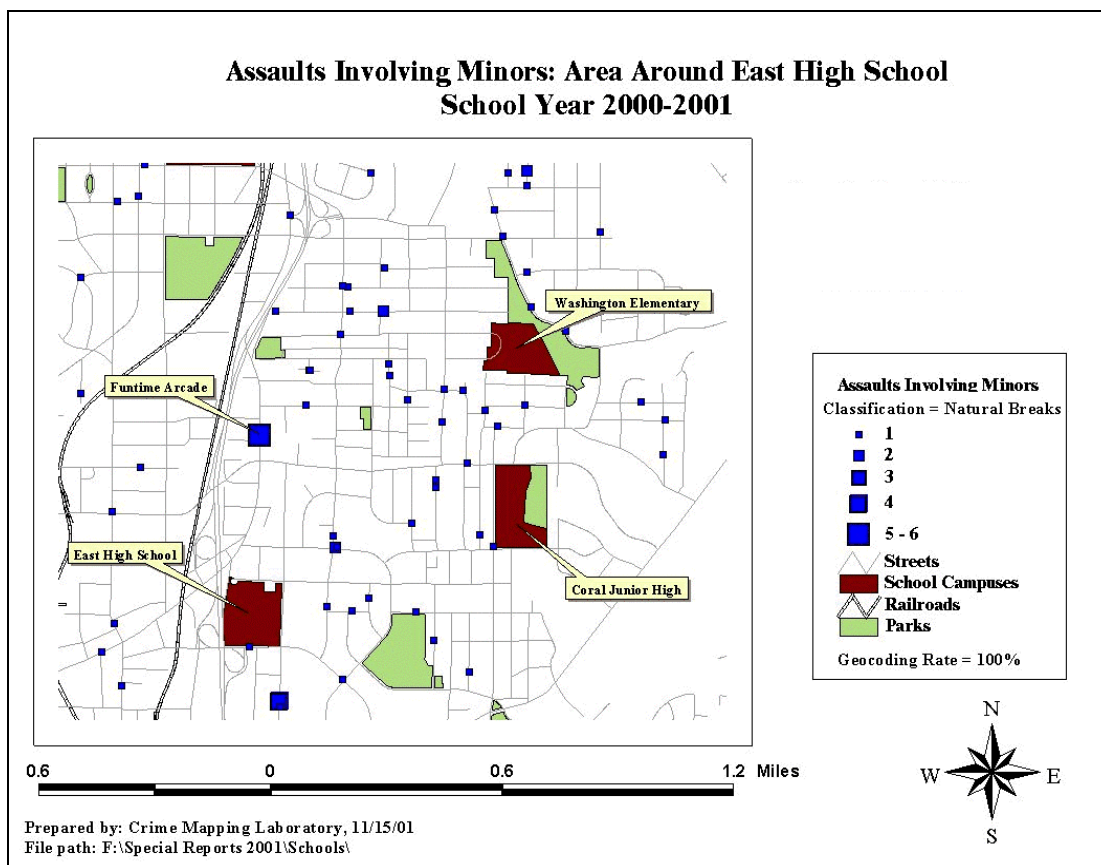 Assaults Involving Minors: Area Around East High School
School Year 2000-2001
Washington Elementary
Funtime Arcade
East High School
Coral Junior High
Assaults Involving Minors
Classification = Natural Breaks
1
2
3
4
5 - 6
Streets
School Campuses
Railroads
Parks
Geocoding Rate = 100%
N
W E
S
0.6 0 0.6 1.2 Miles
Prepared by: Crime Mapping Laboratory, 11/15/01
File path: F:\Special Reports 2001\Schools\